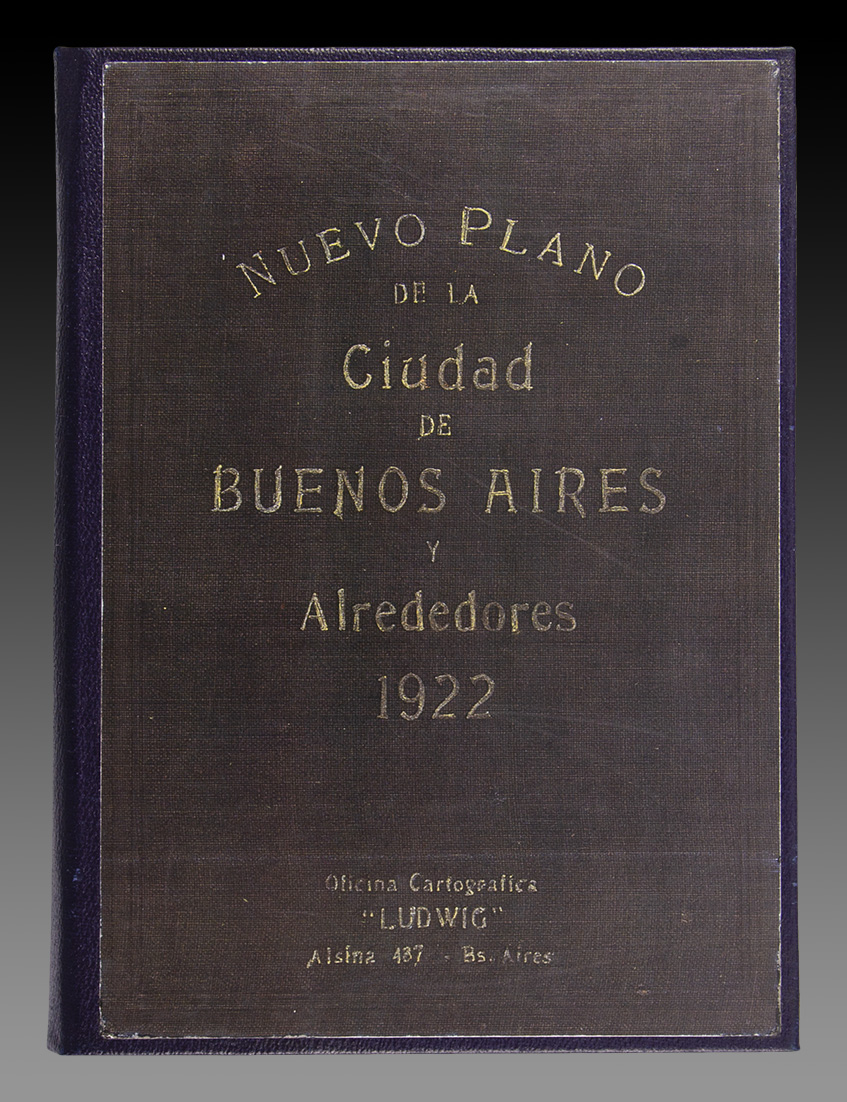 NUEVO PLANO
DE LA
Ciudad
DE
BUENOS AIRES
Y
Alrededores
1922
Oficina Cartografica
"LUDWIG"
Alsina 437 - Bs. Aires